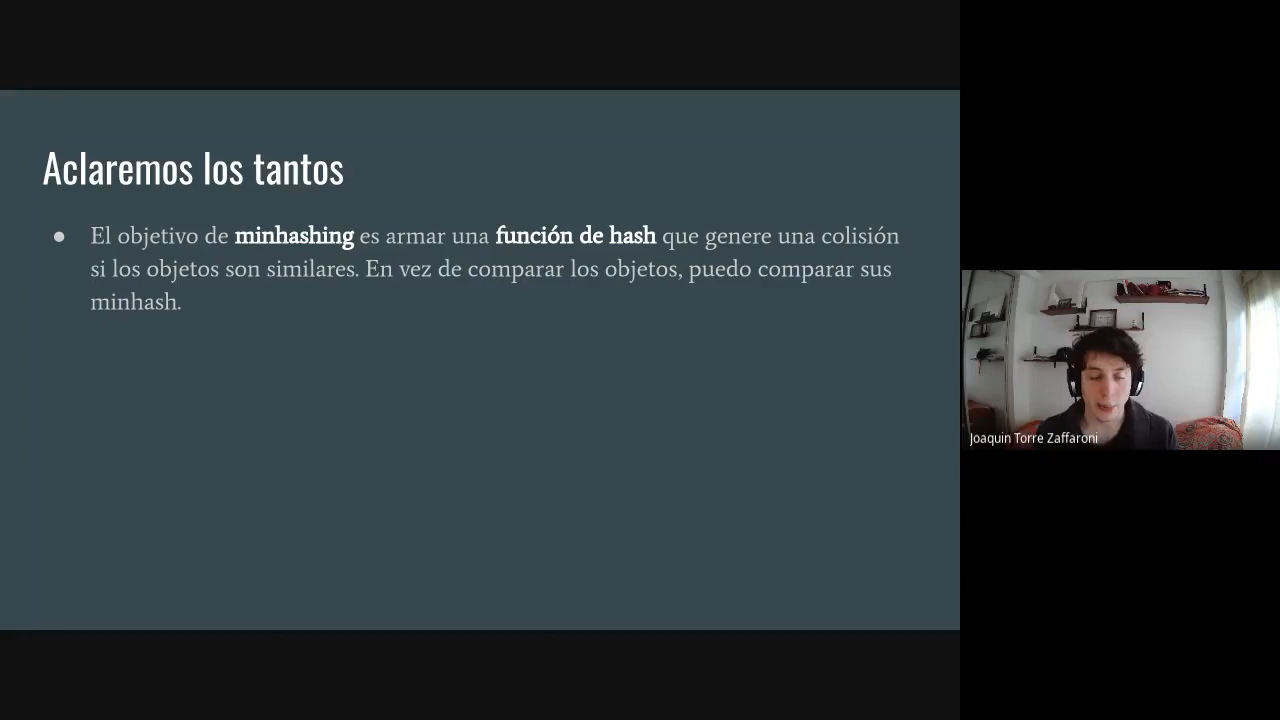 Aclaremos los tantos
● El objetivo de minhashing es armar una función de hash que genere una colisión
si los objetos son similares. En vez de comparar los objetos, puedo comparar sus
minhash.
Joaquin Torre Zaffaroni